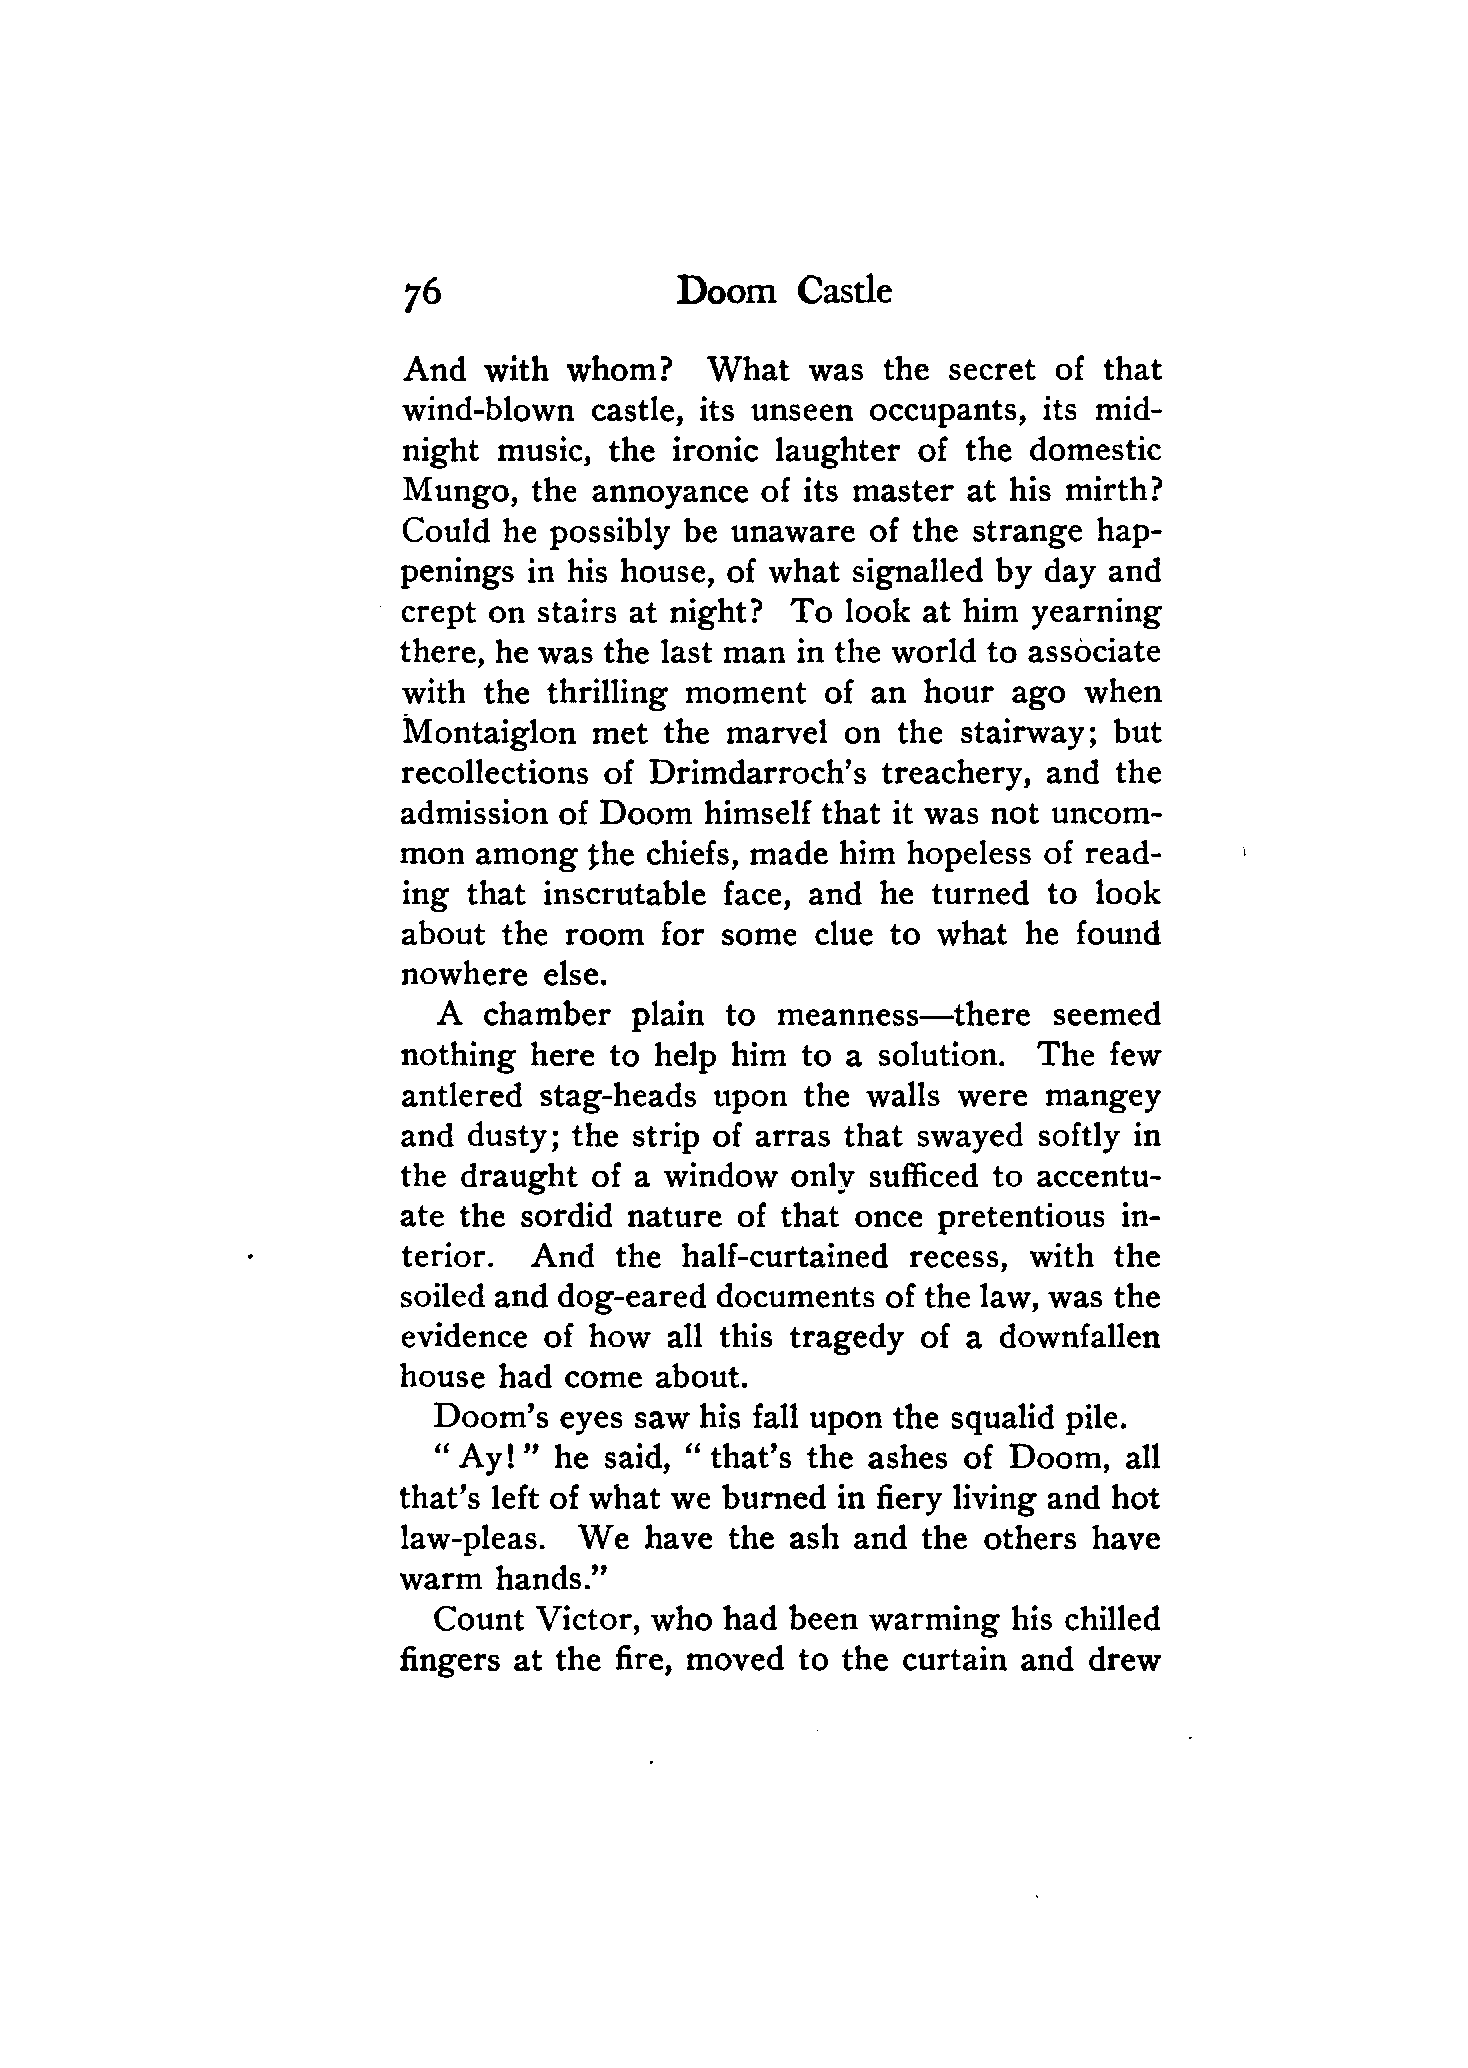 76 Doom Castle
And with whom? What was the secret of that
wind-blown castle, its unseen occupants, its mid-
night music, the ironic laughter of the domestic
Mungo, the annoyance of its master at his mirth?
Could he possibly be unaware of the strange hap-
penings in his house, of what signalled by day and
crept on stairs at night? To look at him yearning
there, he was the last man in the world to associate
with the thrilling moment of an hour ago when
Montaiglon met the marvel on the stairway; but
recollections of Drimdarroch's treachery, and the
admission of Doom himself that it was not uncom-
mon among the chiefs, made him hopeless of read-
ing that inscrutable face, and he turned to look
about the room for some clue to what he found
nowhere else.
A chamber plain to meanness—there seemed
nothing here to help him to a solution. The few
antlered stag-heads upon the walls were mangey
and dusty; the strip of arras that swayed softly in
the draught of a window only sufficed to accentu-
ate the sordid nature of that once pretentious in-
terior. And the half-curtained recess, with the
soiled and dog-eared documents of the law, was the
evidence of how all this tragedy of a downfallen
house had come about.
Doom's eyes saw his fall upon the squalid pile.
"Ay!" he said, "that's the ashes of Doom, all
that's left of what we burned in fiery living and hot
law-pleas. We have the ash and the others have
warm hands."
Count Victor, who had been warming his chilled
fingers at the fire, moved to the curtain and drew